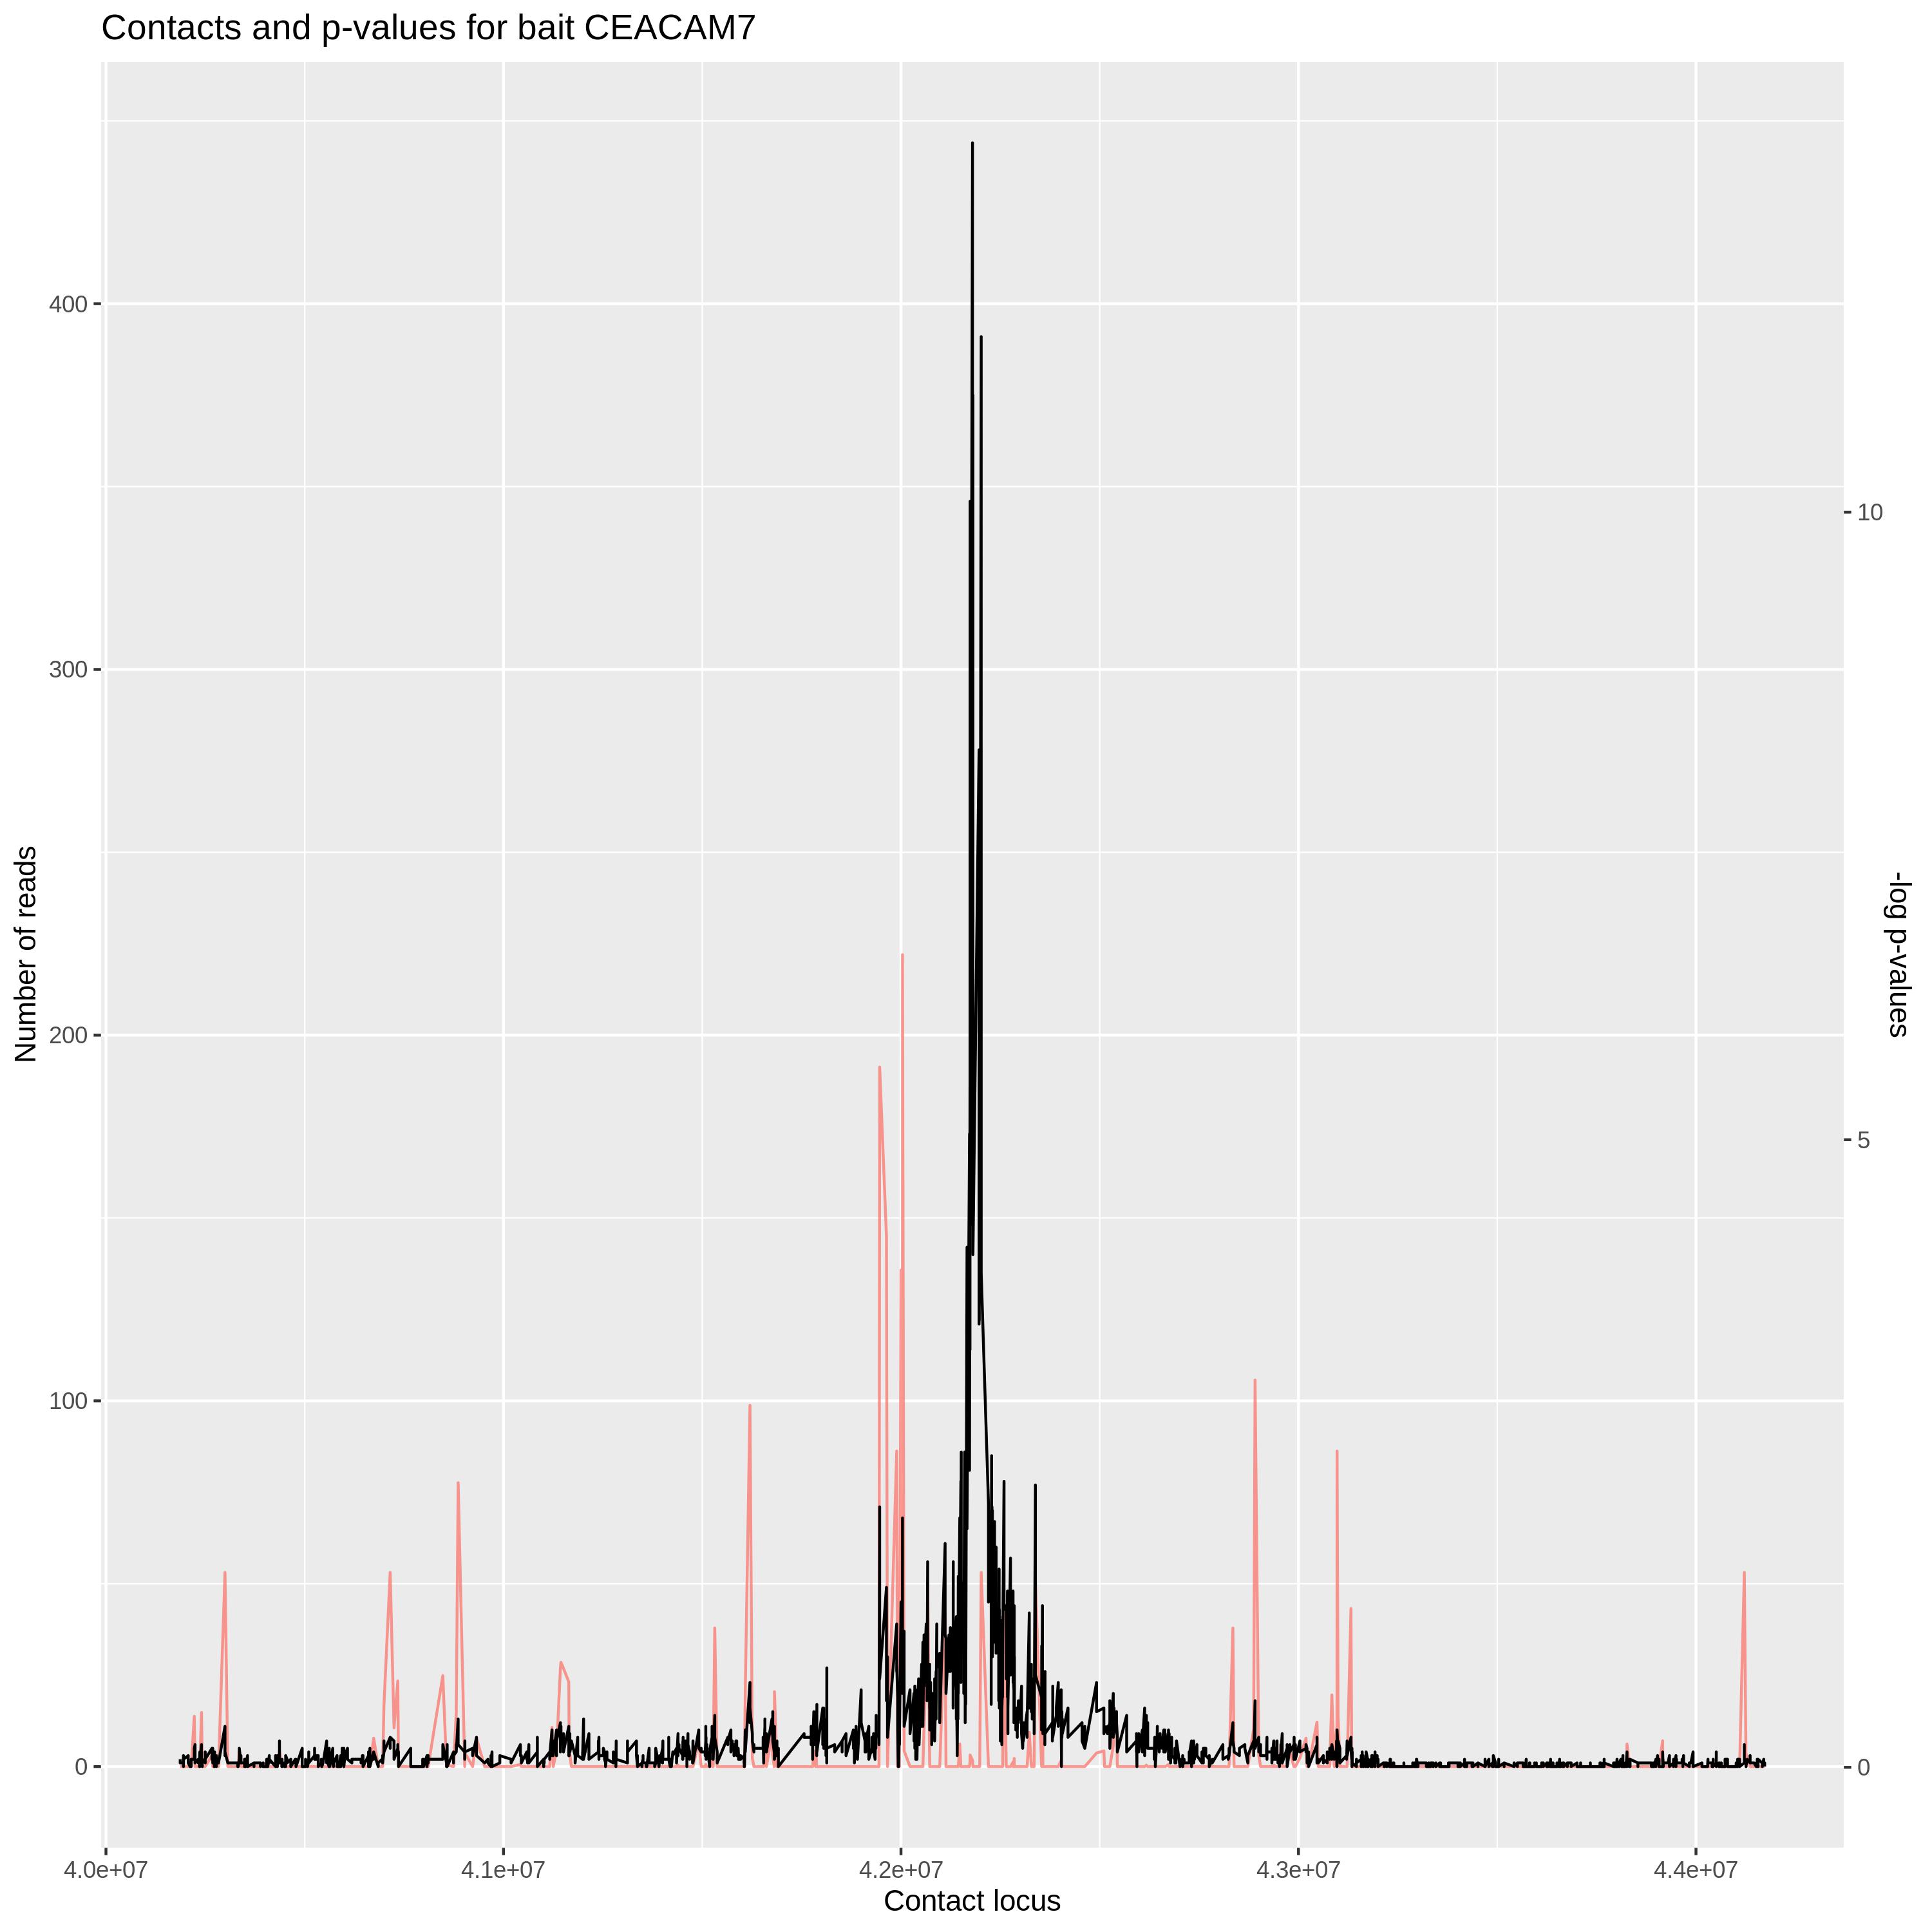 Contacts and p-values for bait CEACAM7
400
300
200
100
0
Number of reads
10
5
0
-log p-values
4.0e+07
4.1e+07
4.2e+07
4.3e+07
4.4e+07
Contact locus